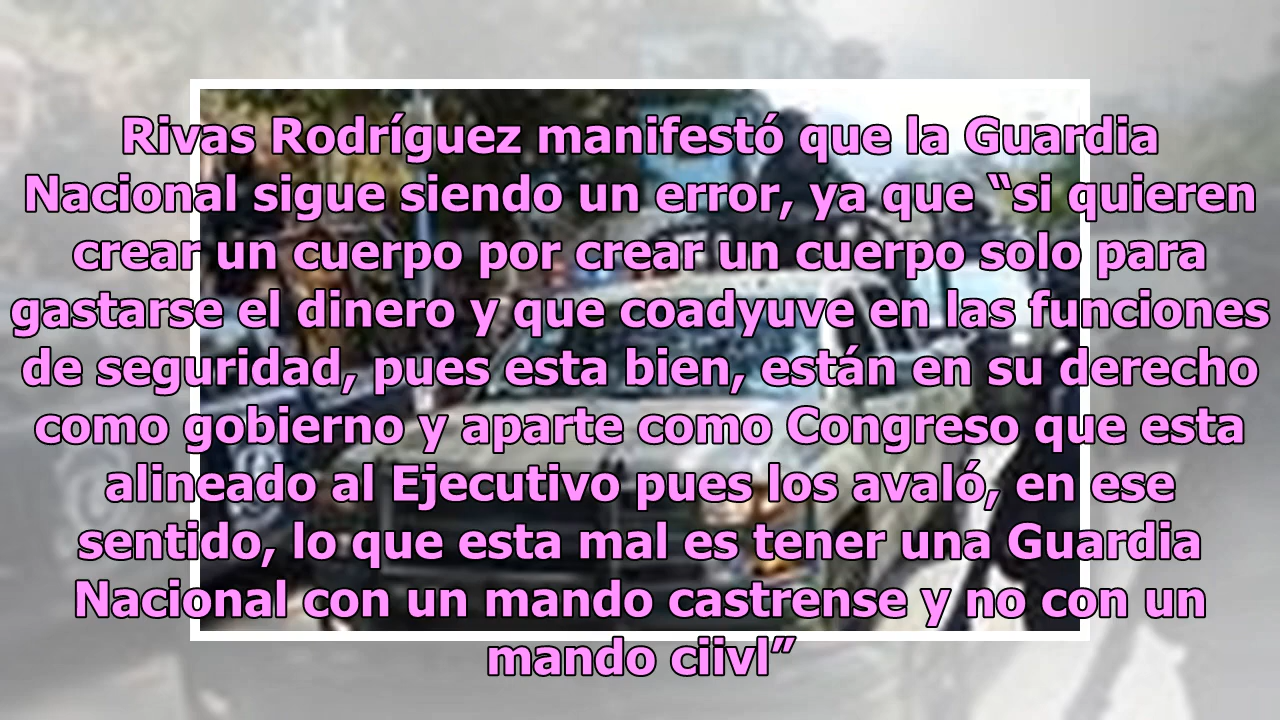 Rivas Rodríguez manifestó que la Guardia
Nacional sigue siendo un error, ya que “si quieren
crear un cuerpo por crear un cuerpo solo para
gastarse el dinero y que coadyuve en las funciones
de seguridad, pues esta bien, están en su derecho
como gobierno y aparte como Congreso que esta
alineado al Ejecutivo pues los avaló, en ese
sentido, lo que esta mal es tener una Guardia
Nacional con un mando castrense y no con un
mando ciivl”